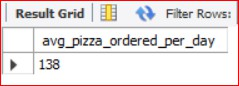 Result Grid Filter Rows:
avg_pizza_ordered_per_day
138